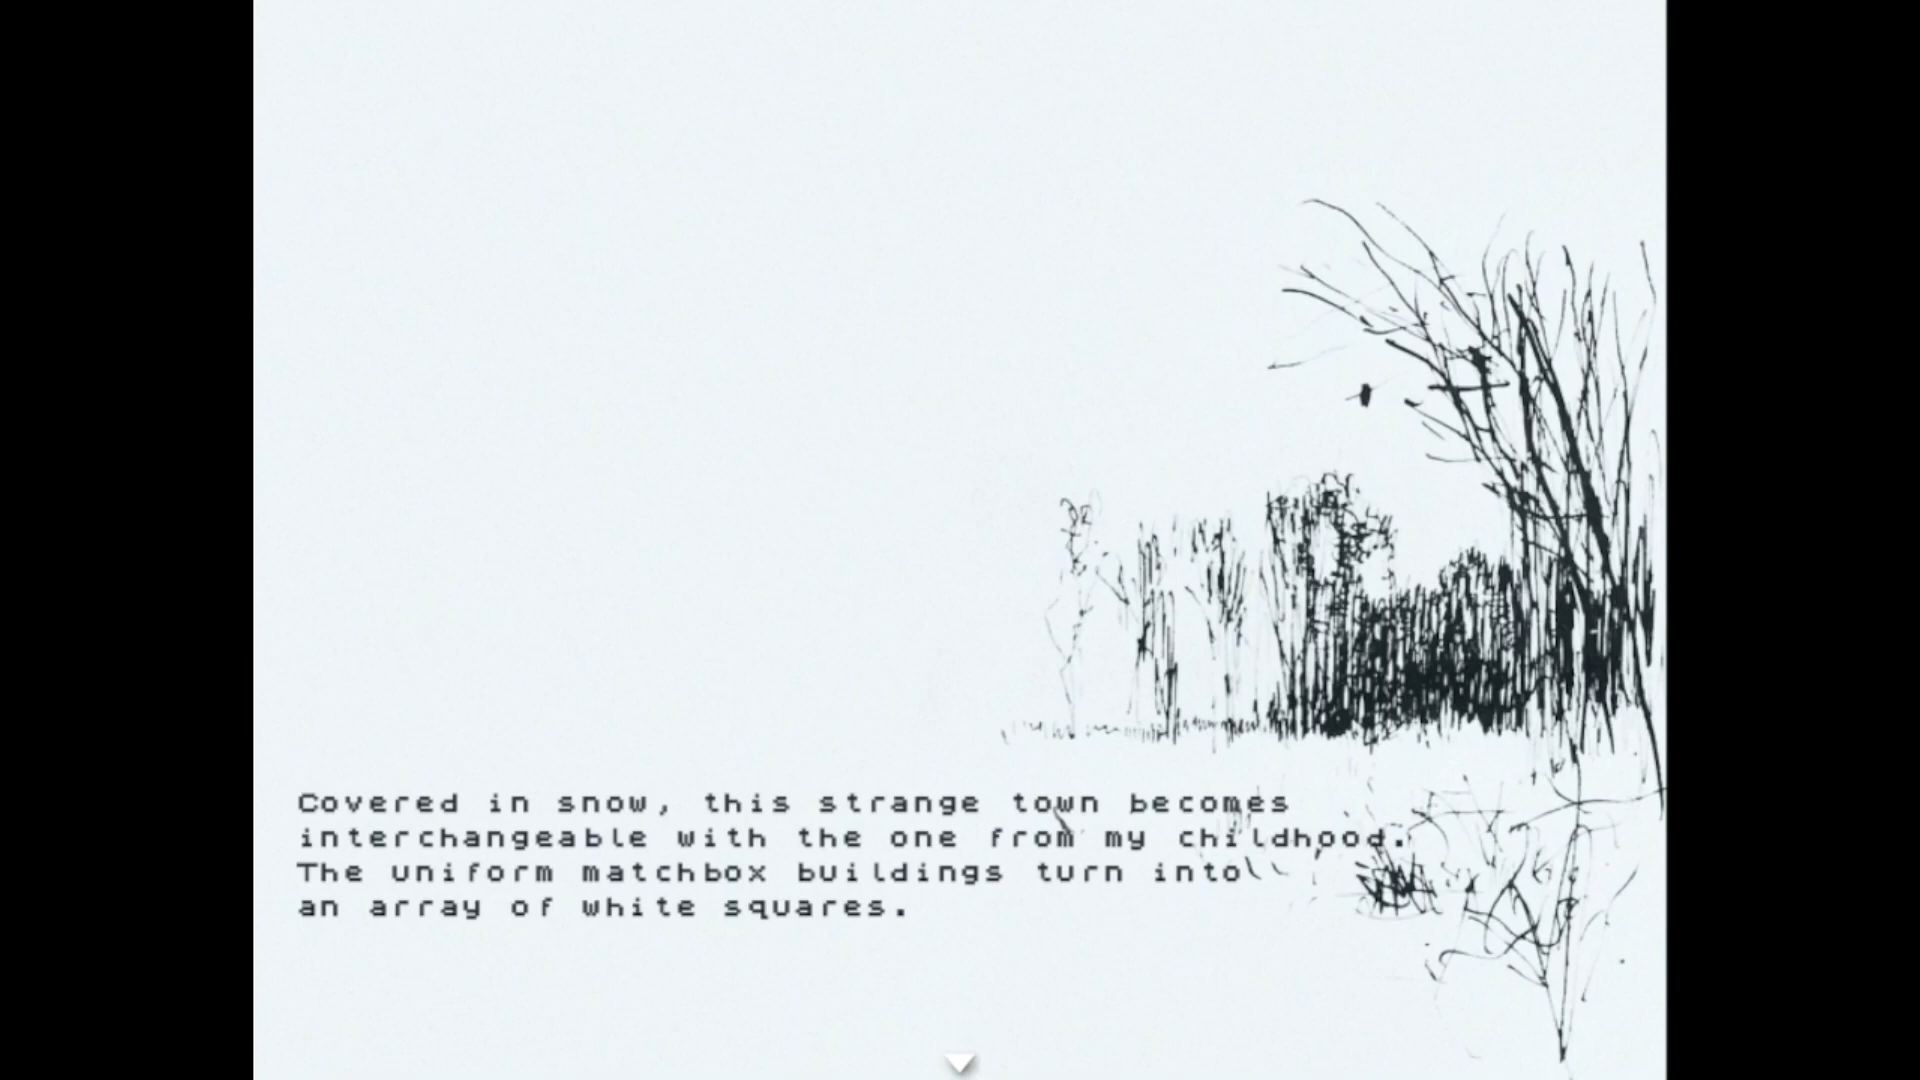 Covered in snow, this strange town becomes
interchangeable with the one from my childhood.
The uniform matchbox buildings turn into
an array of white squares.